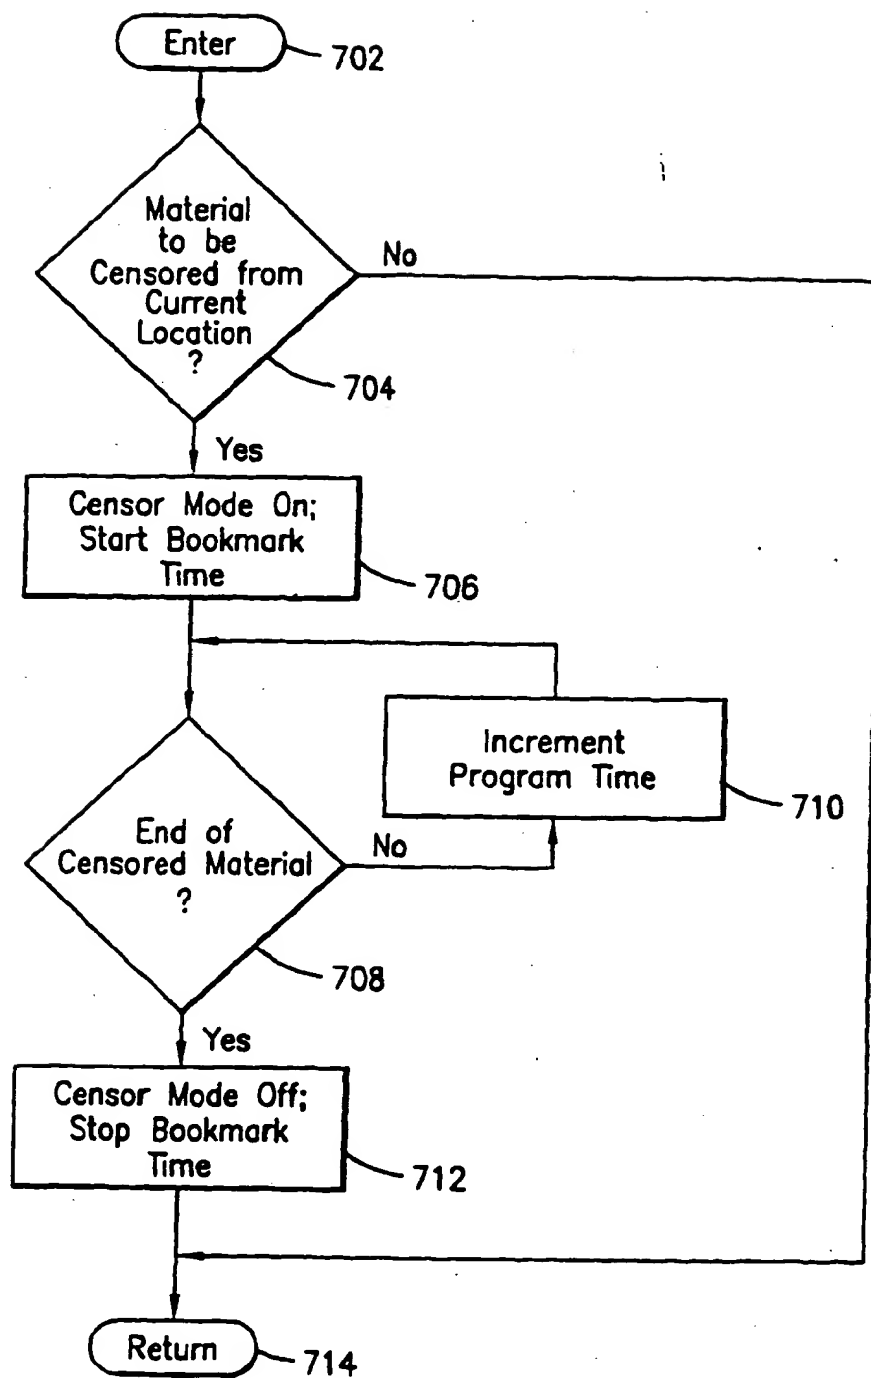 Enter
702
Material
to be
Censored from
Current
Location
?
No
704
Yes
Censor Mode On;
Start Bookmark
Time
706
Increment
Program Time
710
End of
Censored Material
?
No
708
Yes
Censor Mode Off;
Stop Bookmark
Time
712
Return
714